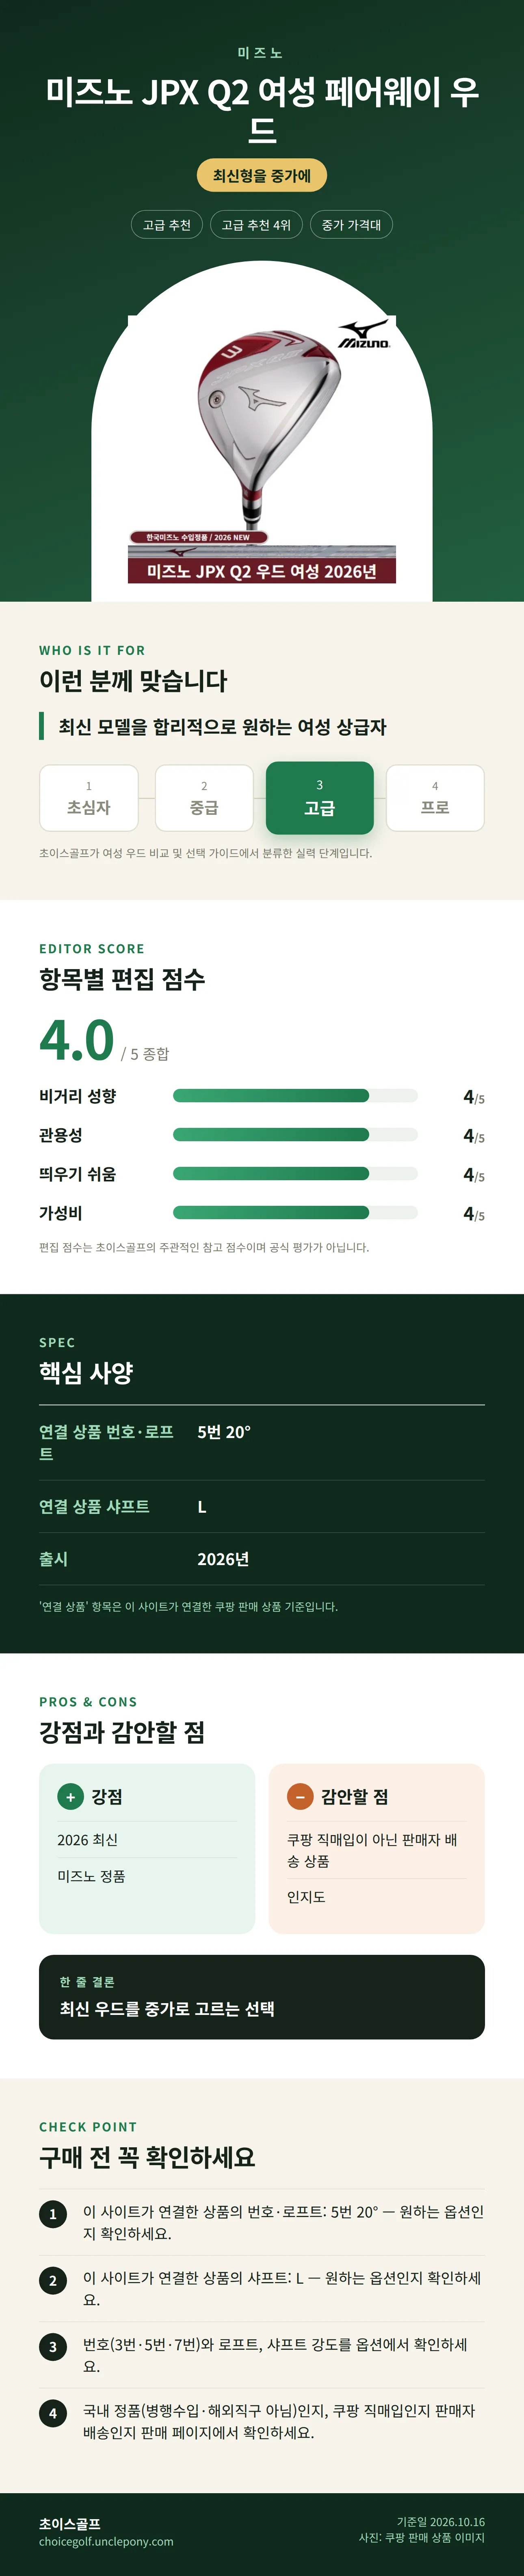 미즈노
미즈노 JPX Q2 여성 페어웨이 우
드
최신형을 중가에
고급 추천
고급 추천 4위
중가 가격대
3
MIZUNO
한국미즈노 수입정품 / 2026 NEW
미즈노 JPX Q2 우드 여성 2026년
WHO IS IT FOR
이런 분께 맞습니다
최신 모델을 합리적으로 원하는 여성 상급자
1
초심자
2
중급
3
고급
4
프로
초이스골프가 여성 우드 비교 및 선택 가이드에서 분류한 실력 단계입니다.
EDITOR SCORE
항목별 편집 점수
4.0 / 5 종합
비거리 성향 4/5
관용성 4/5
띄우기 쉬움 4/5
가성비 4/5
편집 점수는 초이스골프의 주관적인 참고 점수이며 공식 평가가 아닙니다.
SPEC
핵심 사양
연결 상품 번호·로프 5번 20°
트
연결 상품 샤프트 L
출시 2026년
'연결 상품' 항목은 이 사이트가 연결한 쿠팡 판매 상품 기준입니다.
PROS & CONS
강점과 감안할 점
+ 강점
2026 최신
미즈노 정품
− 감안할 점
쿠팡 직매입이 아닌 판매자 배
송 상품
인지도
한 줄 결론
최신 우드를 중가로 고르는 선택
CHECK POINT
구매 전 꼭 확인하세요
1 이 사이트가 연결한 상품의 번호·로프트: 5번 20° — 원하는 옵션인
지 확인하세요.
2 이 사이트가 연결한 상품의 샤프트: L — 원하는 옵션인지 확인하세
요.
3 번호(3번·5번·7번)와 로프트, 샤프트 강도를 옵션에서 확인하세
요.
4 국내 정품(병행수입·해외직구 아님)인지, 쿠팡 직매입인지 판매자
배송인지 판매 페이지에서 확인하세요.
초이스골프
choicegolf.unclepony.com
기준일 2026.10.16
사진: 쿠팡 판매 상품 이미지